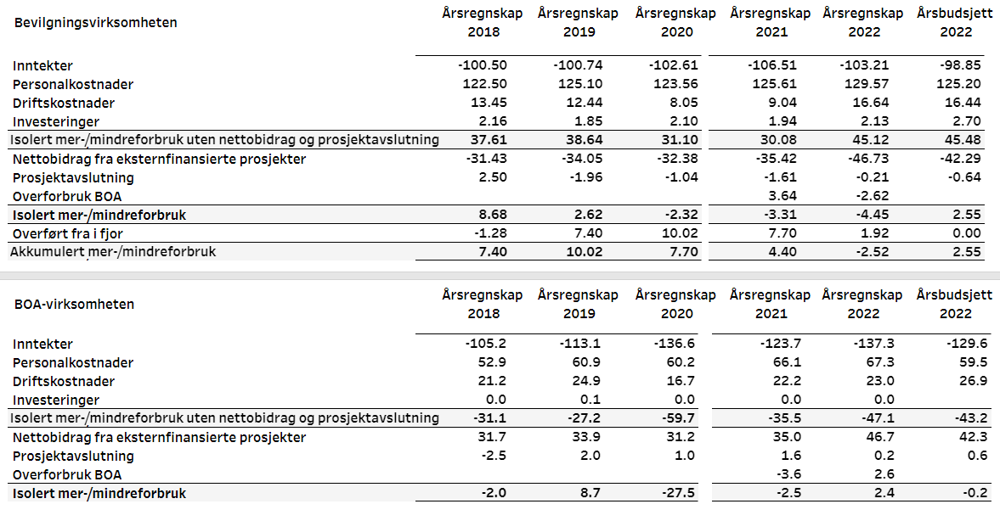 Bevilgningsvirksomheten Årsregnskap Årsregnskap Årsregnskap Årsregnskap Årsregnskap Årsbudsjett
2018 2019 2020 2021 2022 2022
Inntekter -100.50 -100.74 -102.61 -106.51 -103.21 -98.85
Personalkostnader 122.50 125.10 123.56 125.61 129.57 125.20
Driftskostnader 13.45 12.44 8.05 9.04 16.64 16.44
Investeringer 2.16 1.85 2.10 1.94 2.13 2.70
Isolert mer-/mindreforbruk uten nettobidrag og prosjektavslutning 37.61 38.64 31.10 30.08 45.12 45.48
Nettobidrag fra eksternfinansierte prosjekter -31.43 -34.05 -32.38 -35.42 -46.73 -42.29
Prosjektavslutning 2.50 -1.96 -1.04 -1.61 -0.21 -0.64
Overforbruk BOA 3.64 -2.62
Isolert mer-/mindreforbruk 8.68 2.62 -2.32 -3.31 -4.45 2.55
Overført fra i fjor -1.28 7.40 10.02 7.70 1.92 0.00
Akkumulert mer-/mindreforbruk 7.40 10.02 7.70 4.40 -2.52 2.55
BOA-virksomheten Årsregnskap Årsregnskap Årsregnskap Årsregnskap Årsregnskap Årsbudsjett
2018 2019 2020 2021 2022 2022
Inntekter -105.2 -113.1 -136.6 -123.7 -137.3 -129.6
Personalkostnader 52.9 60.9 60.2 66.1 67.3 59.5
Driftskostnader 21.2 24.9 16.7 22.2 23.0 26.9
Investeringer 0.0 0.1 0.0 0.0 0.0
Isolert mer-/mindreforbruk uten nettobidrag og prosjektavslutning -31.1 -27.2 -59.7 -35.5 -47.1 -43.2
Nettobidrag fra eksternfinansierte prosjekter 31.7 33.9 31.2 35.0 46.7 42.3
Prosjektavslutning -2.5 2.0 1.0 1.6 0.2 0.6
Overforbruk BOA -3.6 2.6
Isolert mer-/mindreforbruk -2.0 8.7 -27.5 -2.5 2.4 -0.2